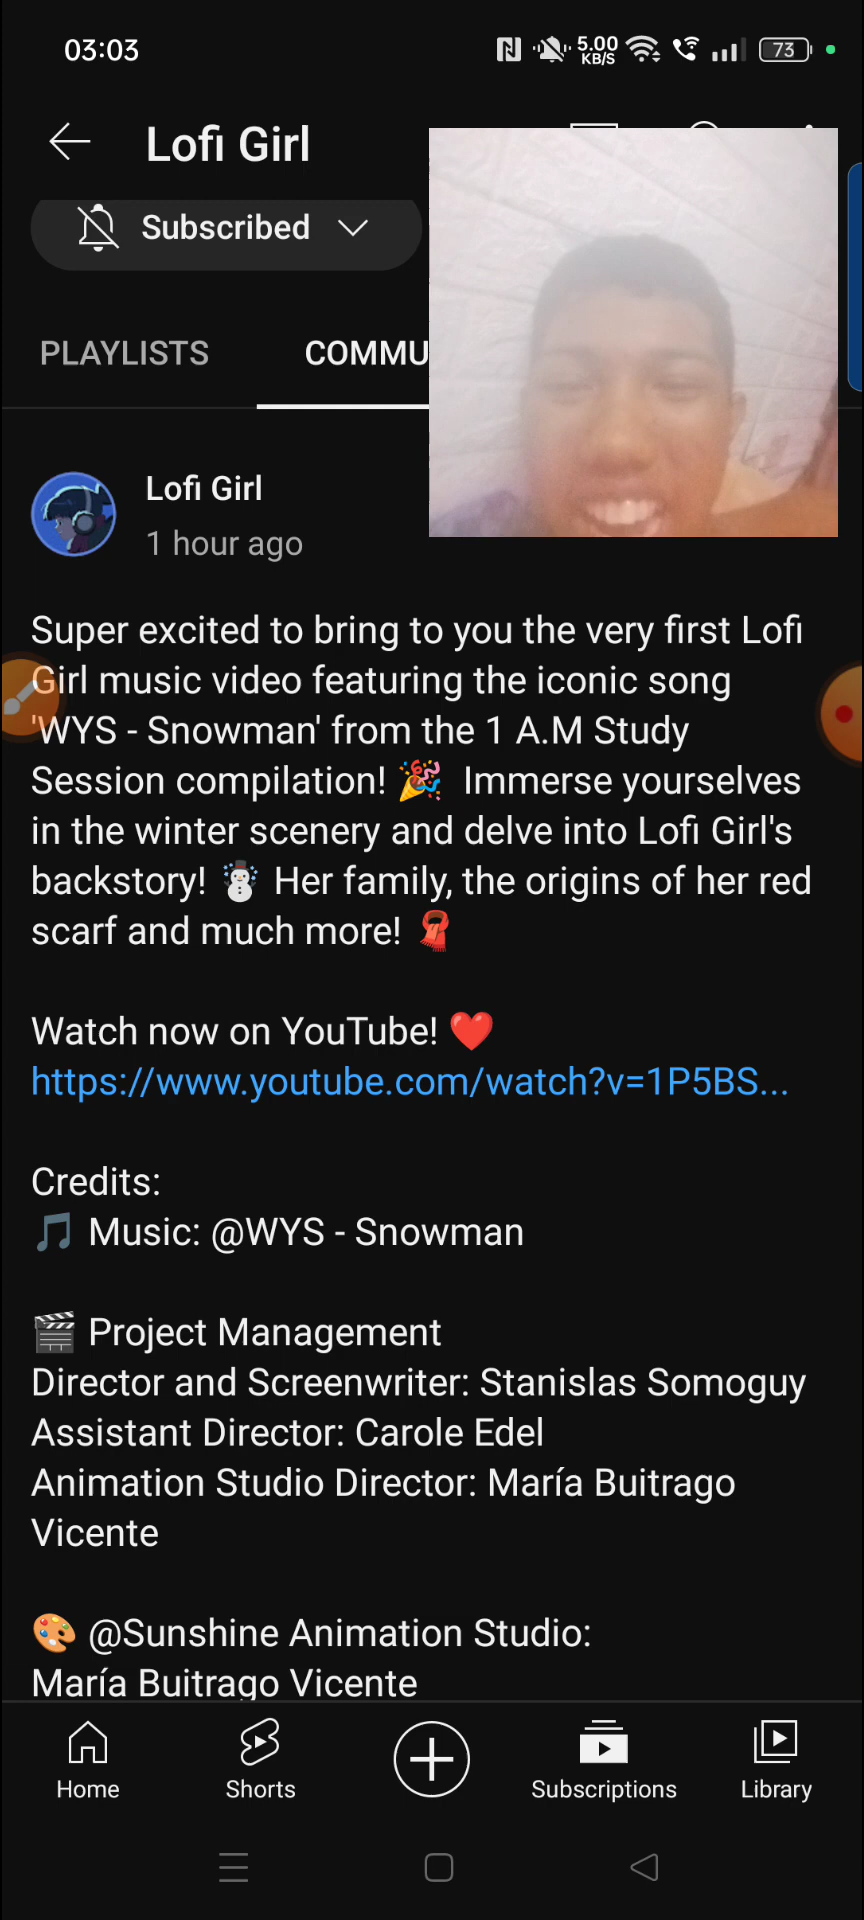 03:03
5.00
KB/S
73
Lofi Girl
Subscribed
PLAYLISTS
COMMU
Lofi Girl
1 hour ago
Super excited to bring to you the very first Lofi
Girl music video featuring the iconic song
'WYS - Snowman' from the 1 A.M Study
Session compilation! 🎉 Immerse yourselves
in the winter scenery and delve into Lofi Girl's
backstory! ☃️ Her family, the origins of her red
scarf and much more! 🧣
Watch now on YouTube! ❤️
https://www.youtube.com/watch?v=1P5BS...
Credits:
🎵 Music: @WYS - Snowman
🎬 Project Management
Director and Screenwriter: Stanislas Somoguy
Assistant Director: Carole Edel
Animation Studio Director: María Buitrago
Vicente
🎨 @Sunshine Animation Studio:
María Buitrago Vicente
Home
Shorts
Subscriptions
Library